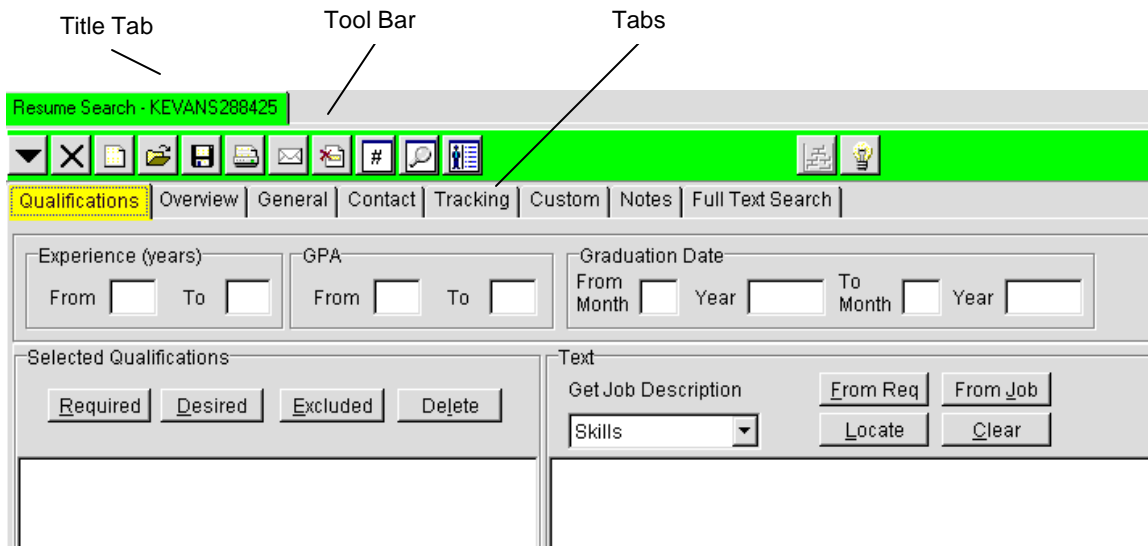 Title Tab Tool Bar Tabs
Resume Search - KEVANS288425
#
Qualifications Overview General Contact Tracking Custom Notes Full Text Search
Experience (years) GPA Graduation Date
From To From To From Month Year To Month Year
Selected Qualifications Text
Required Desired Excluded Delete
Get Job Description From Req From Job
Skills Locate Clear